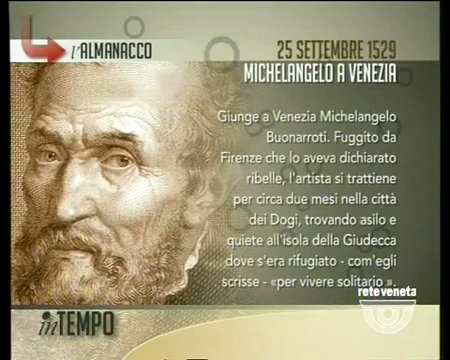 l'ALMANACCO
25 SETTEMBRE 1529
MICHELANGELO A VENEZIA
Giunge a Venezia Michelangelo
Buonarroti. Fuggito da
Firenze che lo aveva dichiarato
ribelle, l'artista si trattiene
per circa due mesi nella città
dei Dogi, trovando asilo e
quiete all'isola della Giudecca
dove s'era rifugiato - com'egli
scrisse - «per vivere solitario ».
reteveneta
inTEMPO